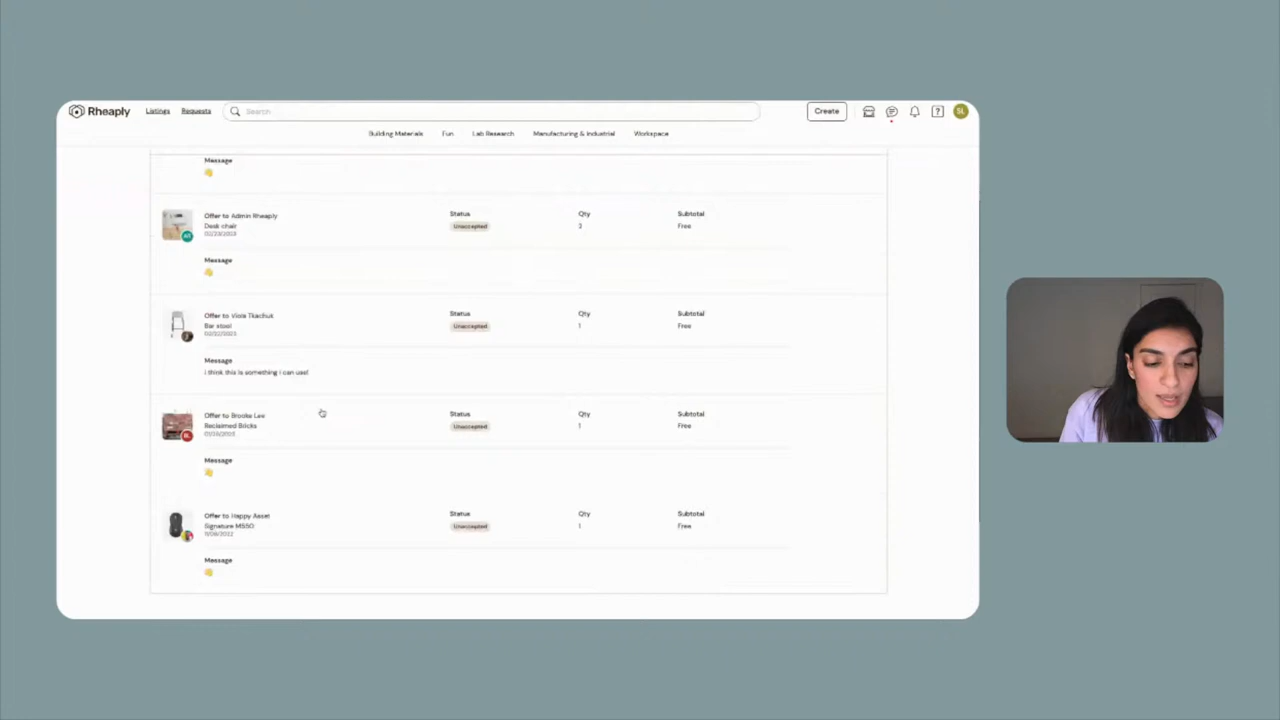 Rheaply
Listings
Requests
Search
Create
SL
Building Materials
Fun
Lab Research
Manufacturing & Industrial
Workspace
Message
Offer to Admin Rheaply
Desk chair
Status
Unaccepted
Qty
3
Subtotal
Free
Message
Offer to Viola Tkachuk
Bar stool
Status
Unaccepted
Qty
1
Subtotal
Free
Message
i think this is something i can use!
Offer to Brooke Lee
Reclaimed Bricks
Status
Unaccepted
Qty
1
Subtotal
Free
Message
Offer to Happy Asset
Signature M550
Status
Unaccepted
Qty
1
Subtotal
Free
Message